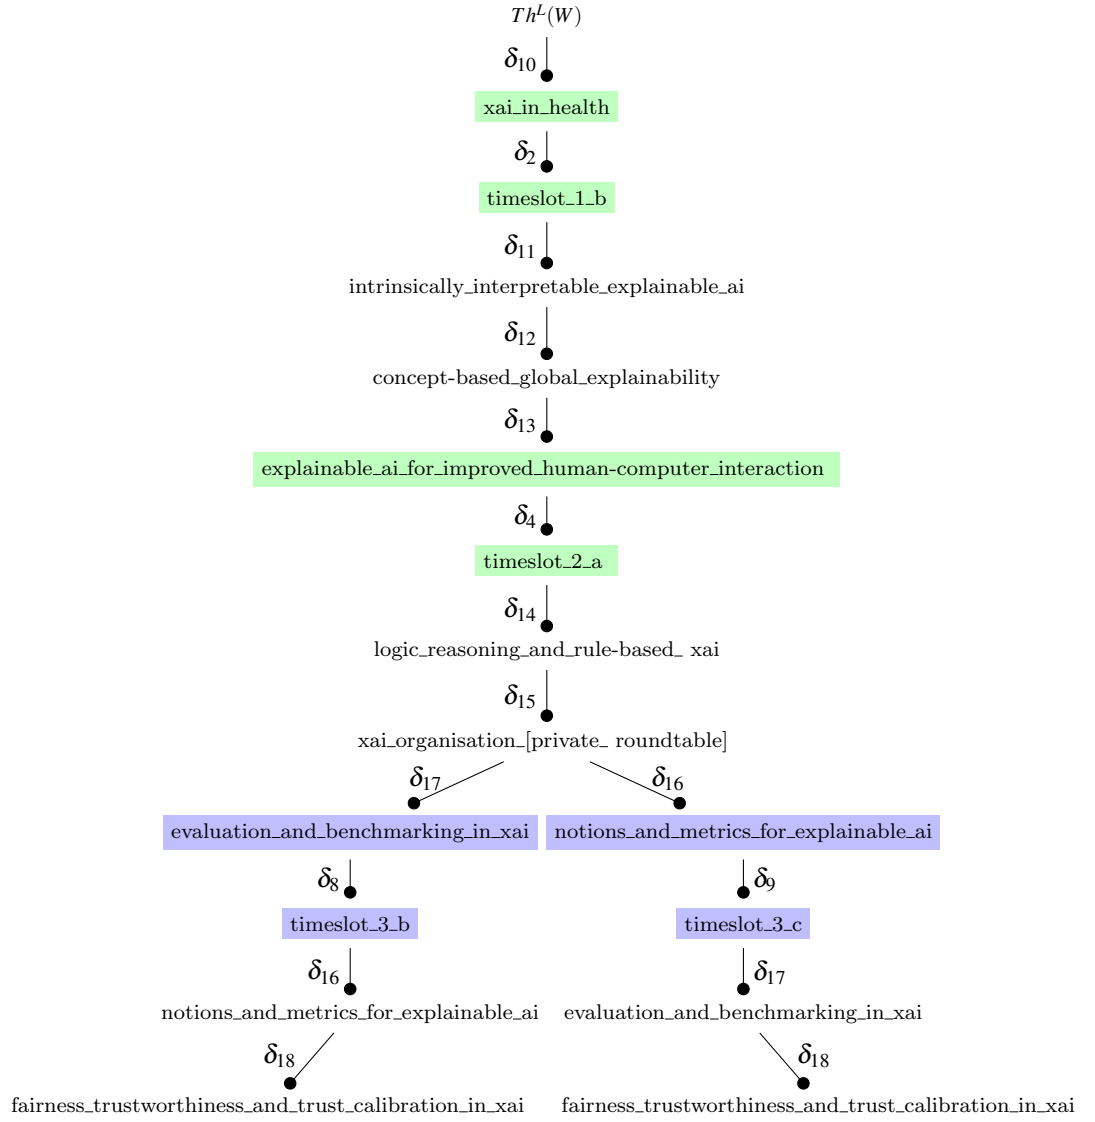 Th^L(W)
δ10
xai_in_health
δ2
timeslot_1_b
δ11
intrinsically_interpretable_explainable_ai
δ12
concept-based_global_explainability
δ13
explainable_ai_for_improved_human-computer_interaction
δ4
timeslot_2_a
δ14
logic_reasoning_and_rule-based_ xai
δ15
xai_organisation_[private_ roundtable]
δ17 δ16
evaluation_and_benchmarking_in_xai notions_and_metrics_for_explainable_ai
δ8 δ9
timeslot_3_b timeslot_3_c
δ16 δ17
notions_and_metrics_for_explainable_ai evaluation_and_benchmarking_in_xai
δ18 δ18
fairness_trustworthiness_and_trust_calibration_in_xai fairness_trustworthiness_and_trust_calibration_in_xai